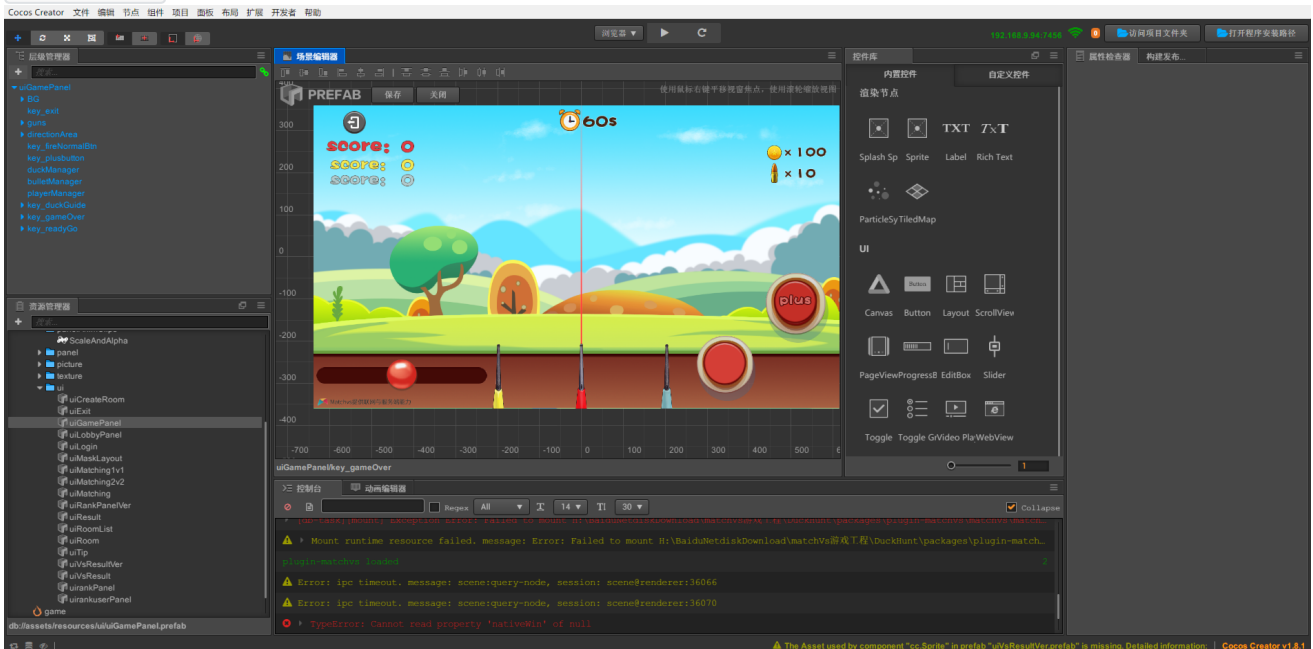 Cocos Creator 文件 编辑 节点 组件 项目 面板 布局 扩展 开发者 帮助
浏览器 ▼
192.168.9.94:7456
0
访问项目文件夹
打开程序安装路径
层级管理器
搜索...
uiGamePanel
BG
key_exit
guns
directionArea
key_fireNormalBtn
key_plusbutton
duckManager
bulletManager
playerManager
key_duckGuide
key_gameOver
key_readyGo
资源管理器
搜索...
ScaleAndAlpha
panel
picture
texture
ui
uiCreateRoom
uiExit
uiGamePanel
uiLobbyPanel
uiLogin
uiMaskLayout
uiMatching1v1
uiMatching2v2
uiMatching
uiRankPanelVer
uiResult
uiRoomList
uiRoom
uiTip
uiVsResultVer
uiVsResult
uirankPanel
uirankuserPanel
game
db://assets/resources/ui/uiGamePanel.prefab
场景编辑器
PREFAB 保存 关闭
使用鼠标右键平移视窗焦点，使用滚轮缩放视图
400
300
200
100
0
-100
-200
-300
-400
60s
score: 0
score: 0
score: 0
× 100
× 10
plus
-700 -600 -500 -400 -300 -200 -100 0 100 200 300 400 500 6
uiGamePanel/key_gameOver
控制台 动画编辑器
Regex All ▼ 14 ▼ 30 ▼ Collapse
Mount runtime resource failed. message: Error: Failed to mount H:\BaiduNetdiskDownload\matchVs游戏工程\DuckHunt\packages\plugin-match…
plugin-matchvs loaded 2
Error: ipc timeout. message: scene:query-node, session: scene@renderer:36066
Error: ipc timeout. message: scene:query-node, session: scene@renderer:36070
TypeError: Cannot read property 'nativeWin' of null
控件库
内置控件 自定义控件
渲染节点
TXT TxT
Splash Sp Sprite Label Rich Text
ParticleSy TiledMap
UI
Button
Canvas Button Layout ScrollView
PageView ProgressB EditBox Slider
Toggle Toggle Gr Video Pla WebView
1
属性检查器 构建发布...
The Asset used by component "cc.Sprite" in prefab "uiVsResultVer.prefab" is missing. Detailed information:
Cocos Creator v1.8.1